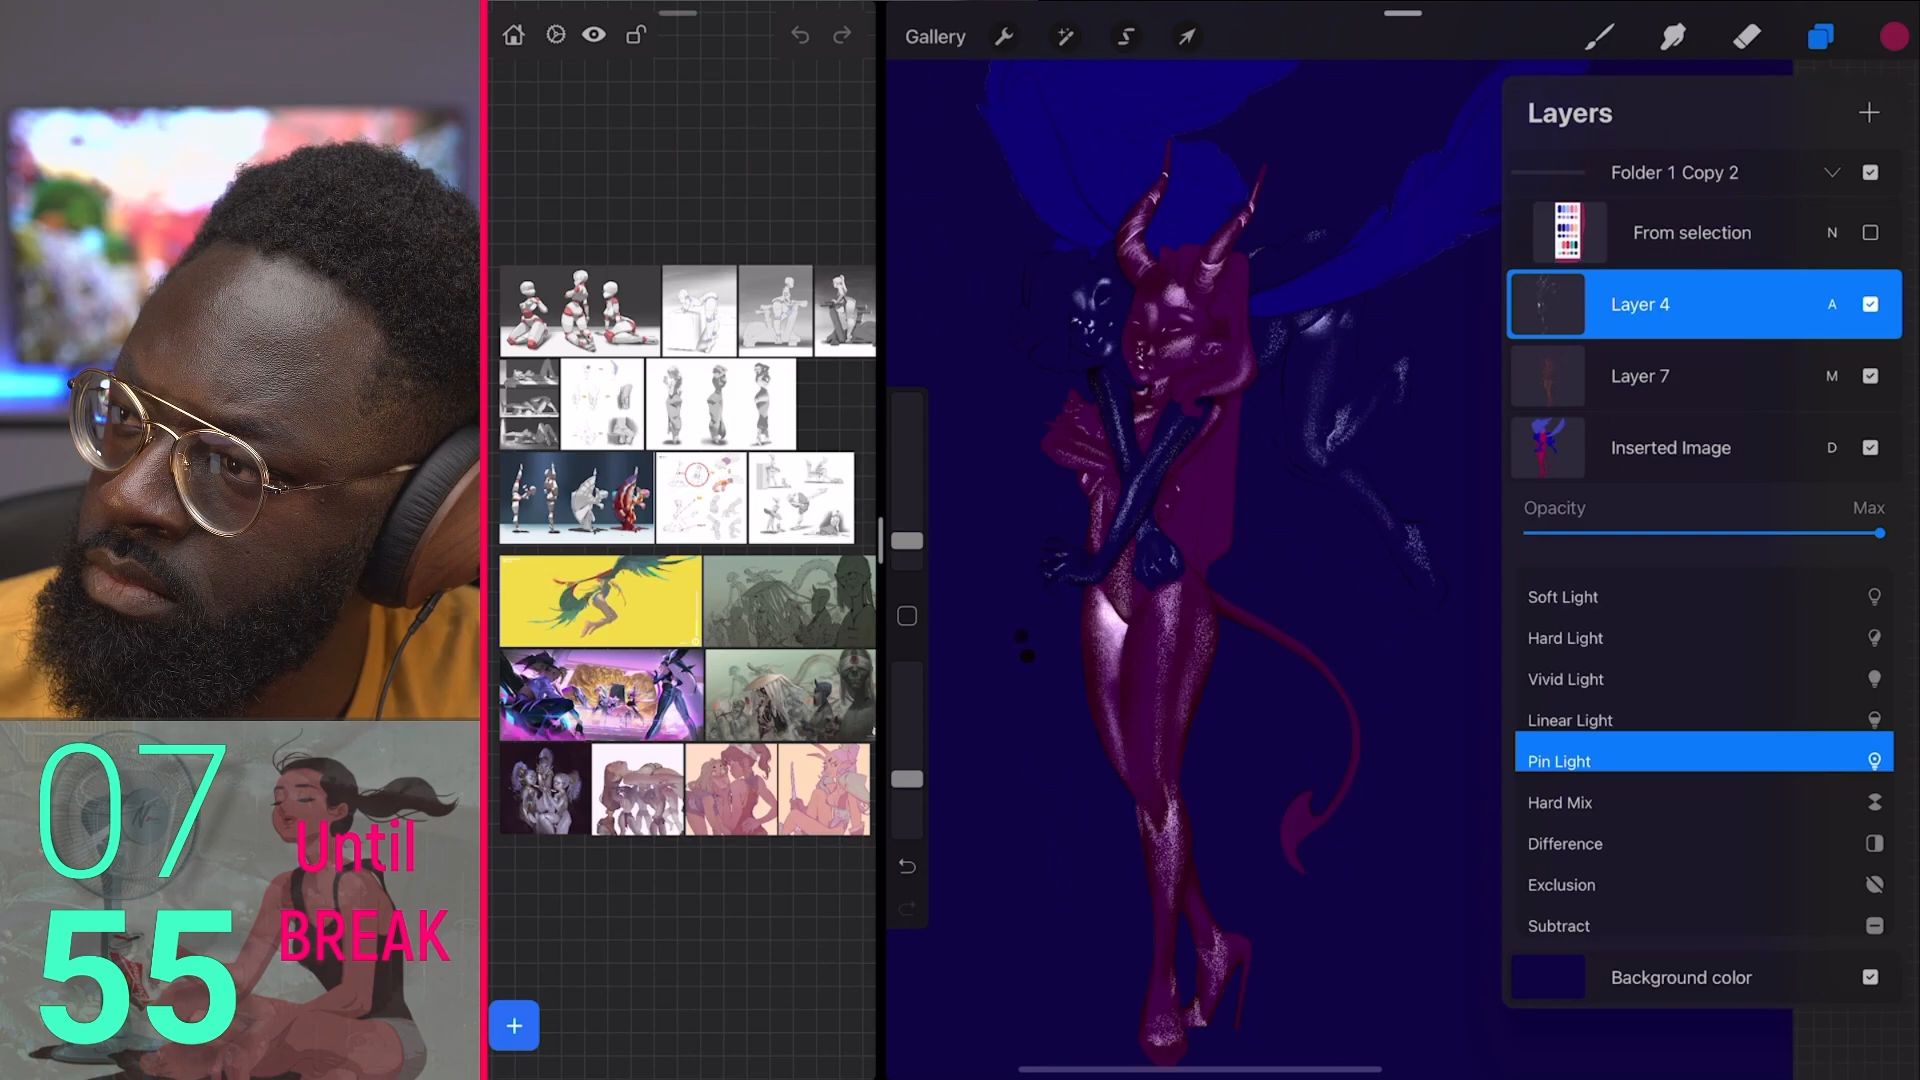 Gallery
Layers
Folder 1 Copy 2
From selection N
Layer 4 A
Layer 7 M
Inserted Image D
Opacity Max
Soft Light
Hard Light
Vivid Light
Linear Light
Pin Light
Hard Mix
Difference
Exclusion
Subtract
Background color
07
55
Until
BREAK